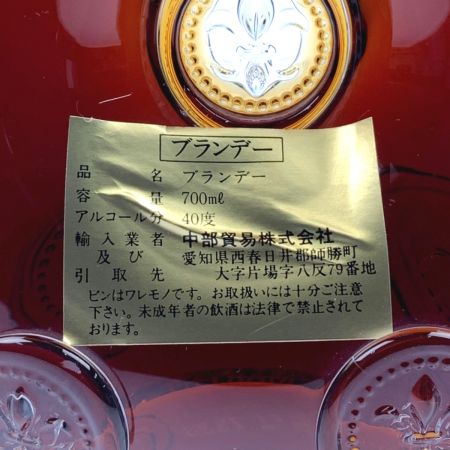 ブランデー
品名 ブランデー
容量 700mℓ
アルコール分 40度
輸入業者 中部貿易株式会社
及び 愛知県西春日井郡師勝町
引取先 大字片場字八反79番地
ビンはワレモノです。お取扱いには十分ご注意
下さい。未成年者の飲酒は法律で禁止されて
おります。